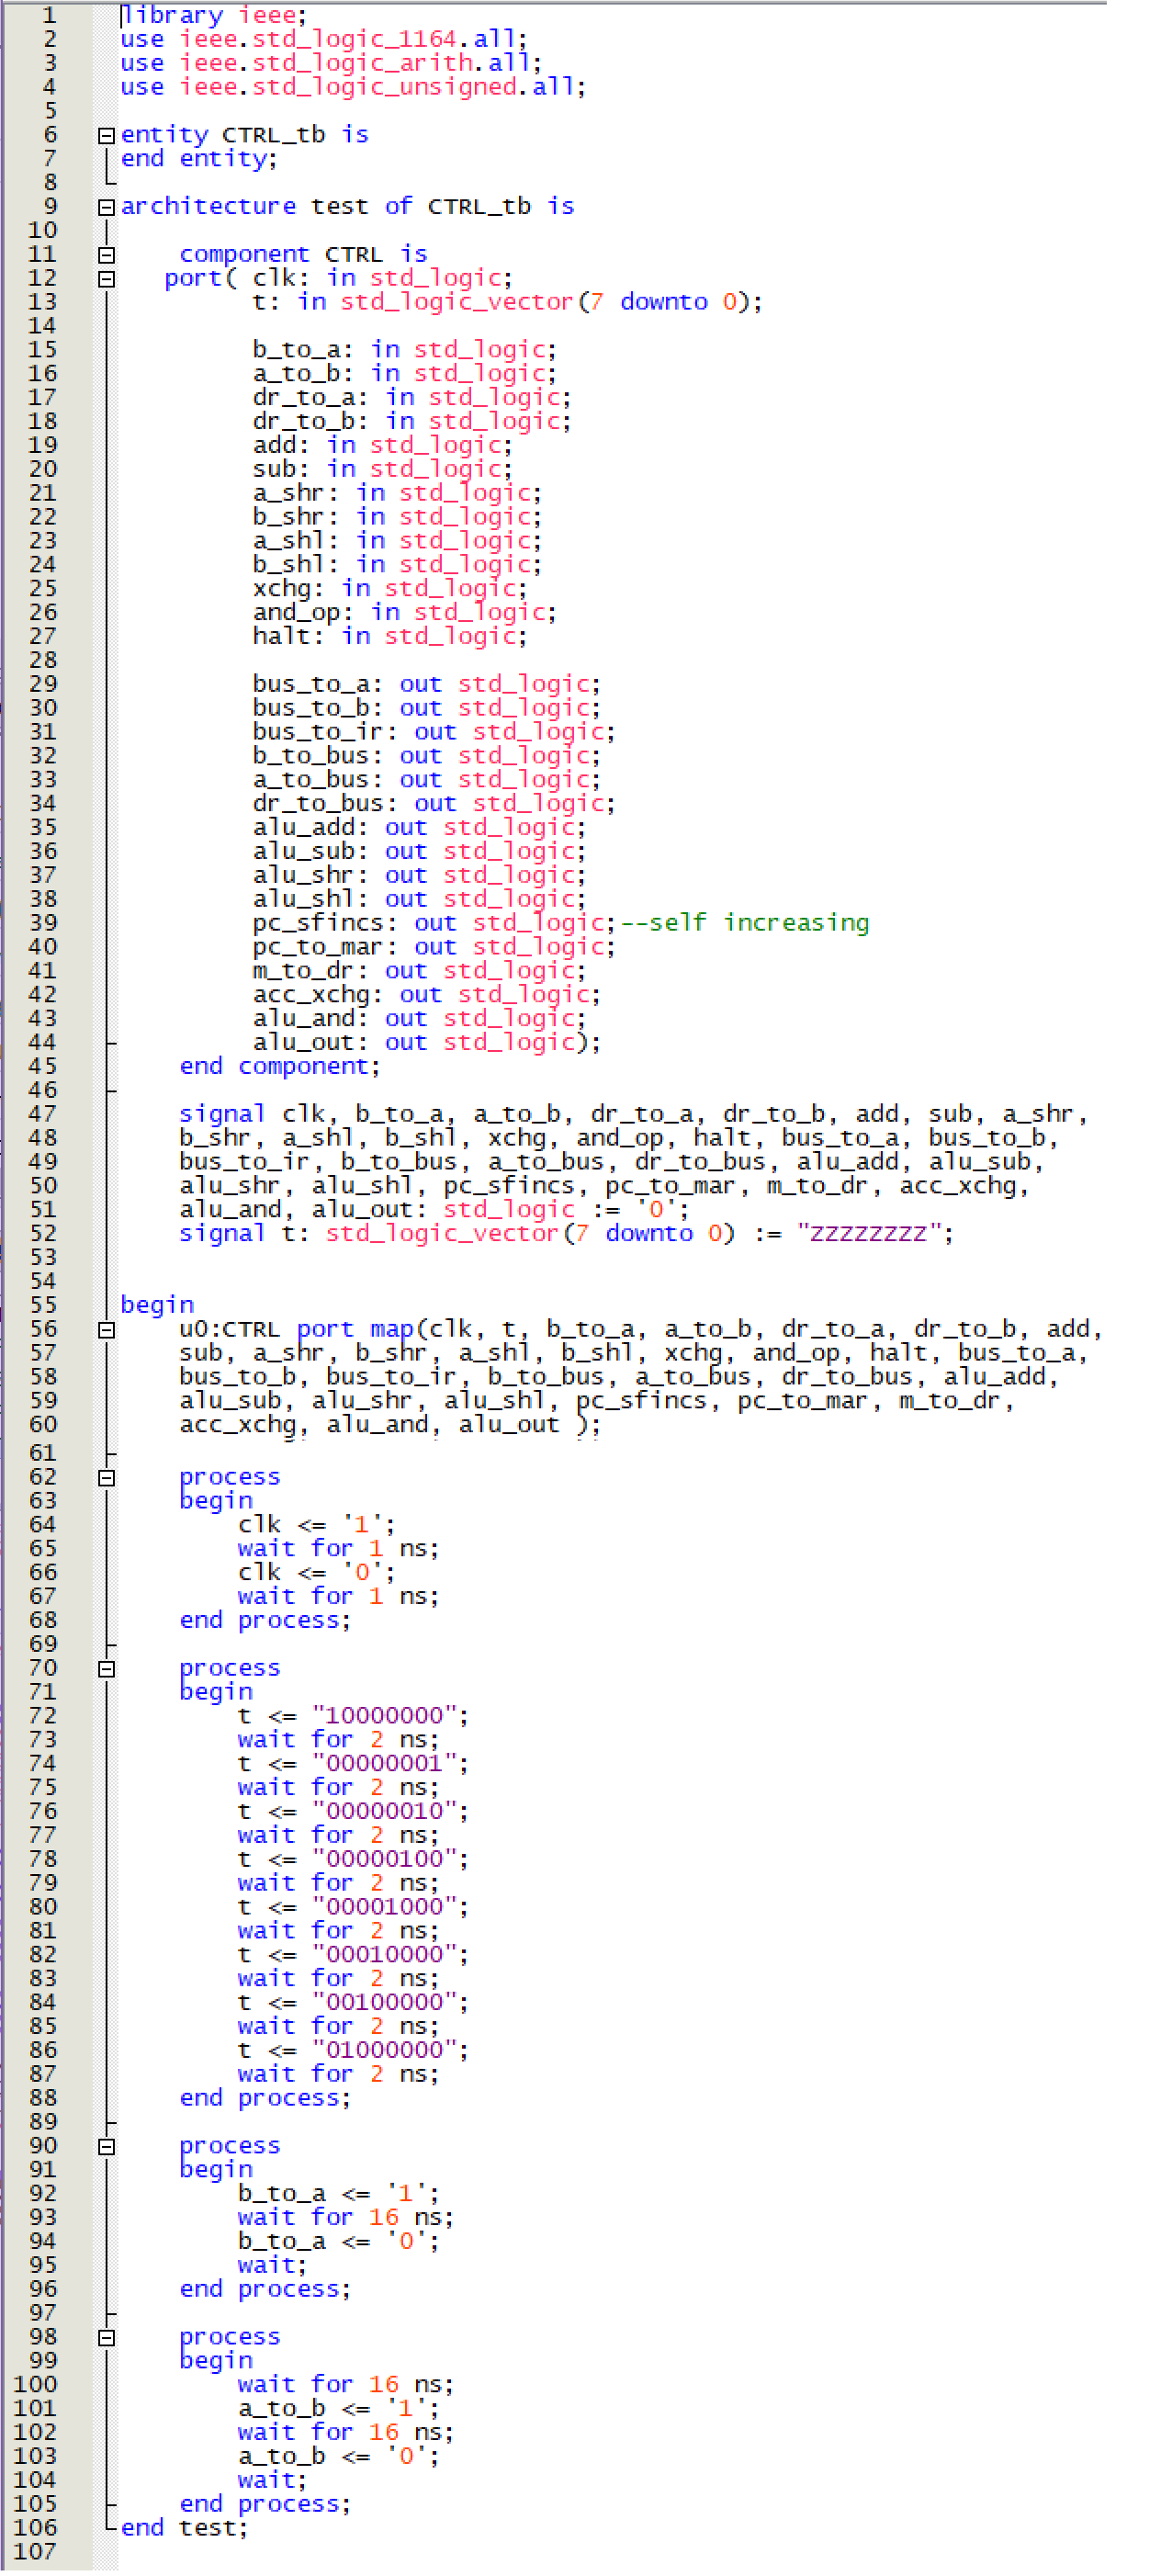 1 library ieee;
2 use ieee.std_logic_1164.all;
3 use ieee.std_logic_arith.all;
4 use ieee.std_logic_unsigned.all;
5
6 entity CTRL_tb is
7 end entity;
8
9 architecture test of CTRL_tb is
10
11 component CTRL is
12 port( clk: in std_logic;
13 t: in std_logic_vector(7 downto 0);
14
15 b_to_a: in std_logic;
16 a_to_b: in std_logic;
17 dr_to_a: in std_logic;
18 dr_to_b: in std_logic;
19 add: in std_logic;
20 sub: in std_logic;
21 a_shr: in std_logic;
22 b_shr: in std_logic;
23 a_shl: in std_logic;
24 b_shl: in std_logic;
25 xchg: in std_logic;
26 and_op: in std_logic;
27 halt: in std_logic;
28
29 bus_to_a: out std_logic;
30 bus_to_b: out std_logic;
31 bus_to_ir: out std_logic;
32 b_to_bus: out std_logic;
33 a_to_bus: out std_logic;
34 dr_to_bus: out std_logic;
35 alu_add: out std_logic;
36 alu_sub: out std_logic;
37 alu_shr: out std_logic;
38 alu_shl: out std_logic;
39 pc_sfincs: out std_logic;--self increasing
40 pc_to_mar: out std_logic;
41 m_to_dr: out std_logic;
42 acc_xchg: out std_logic;
43 alu_and: out std_logic;
44 alu_out: out std_logic);
45 end component;
46
47 signal clk, b_to_a, a_to_b, dr_to_a, dr_to_b, add, sub, a_shr,
48 b_shr, a_shl, b_shl, xchg, and_op, halt, bus_to_a, bus_to_b,
49 bus_to_ir, b_to_bus, a_to_bus, dr_to_bus, alu_add, alu_sub,
50 alu_shr, alu_shl, pc_sfincs, pc_to_mar, m_to_dr, acc_xchg,
51 alu_and, alu_out: std_logic := '0';
52 signal t: std_logic_vector(7 downto 0) := "ZZZZZZZZ";
53
54
55 begin
56 u0:CTRL port map(clk, t, b_to_a, a_to_b, dr_to_a, dr_to_b, add,
57 sub, a_shr, b_shr, a_shl, b_shl, xchg, and_op, halt, bus_to_a,
58 bus_to_b, bus_to_ir, b_to_bus, a_to_bus, dr_to_bus, alu_add,
59 alu_sub, alu_shr, alu_shl, pc_sfincs, pc_to_mar, m_to_dr,
60 acc_xchg, alu_and, alu_out );
61
62 process
63 begin
64 clk <= '1';
65 wait for 1 ns;
66 clk <= '0';
67 wait for 1 ns;
68 end process;
69
70 process
71 begin
72 t <= "10000000";
73 wait for 2 ns;
74 t <= "00000001";
75 wait for 2 ns;
76 t <= "00000010";
77 wait for 2 ns;
78 t <= "00000100";
79 wait for 2 ns;
80 t <= "00001000";
81 wait for 2 ns;
82 t <= "00010000";
83 wait for 2 ns;
84 t <= "00100000";
85 wait for 2 ns;
86 t <= "01000000";
87 wait for 2 ns;
88 end process;
89
90 process
91 begin
92 b_to_a <= '1';
93 wait for 16 ns;
94 b_to_a <= '0';
95 wait;
96 end process;
97
98 process
99 begin
100 wait for 16 ns;
101 a_to_b <= '1';
102 wait for 16 ns;
103 a_to_b <= '0';
104 wait;
105 end process;
106 end test;
107